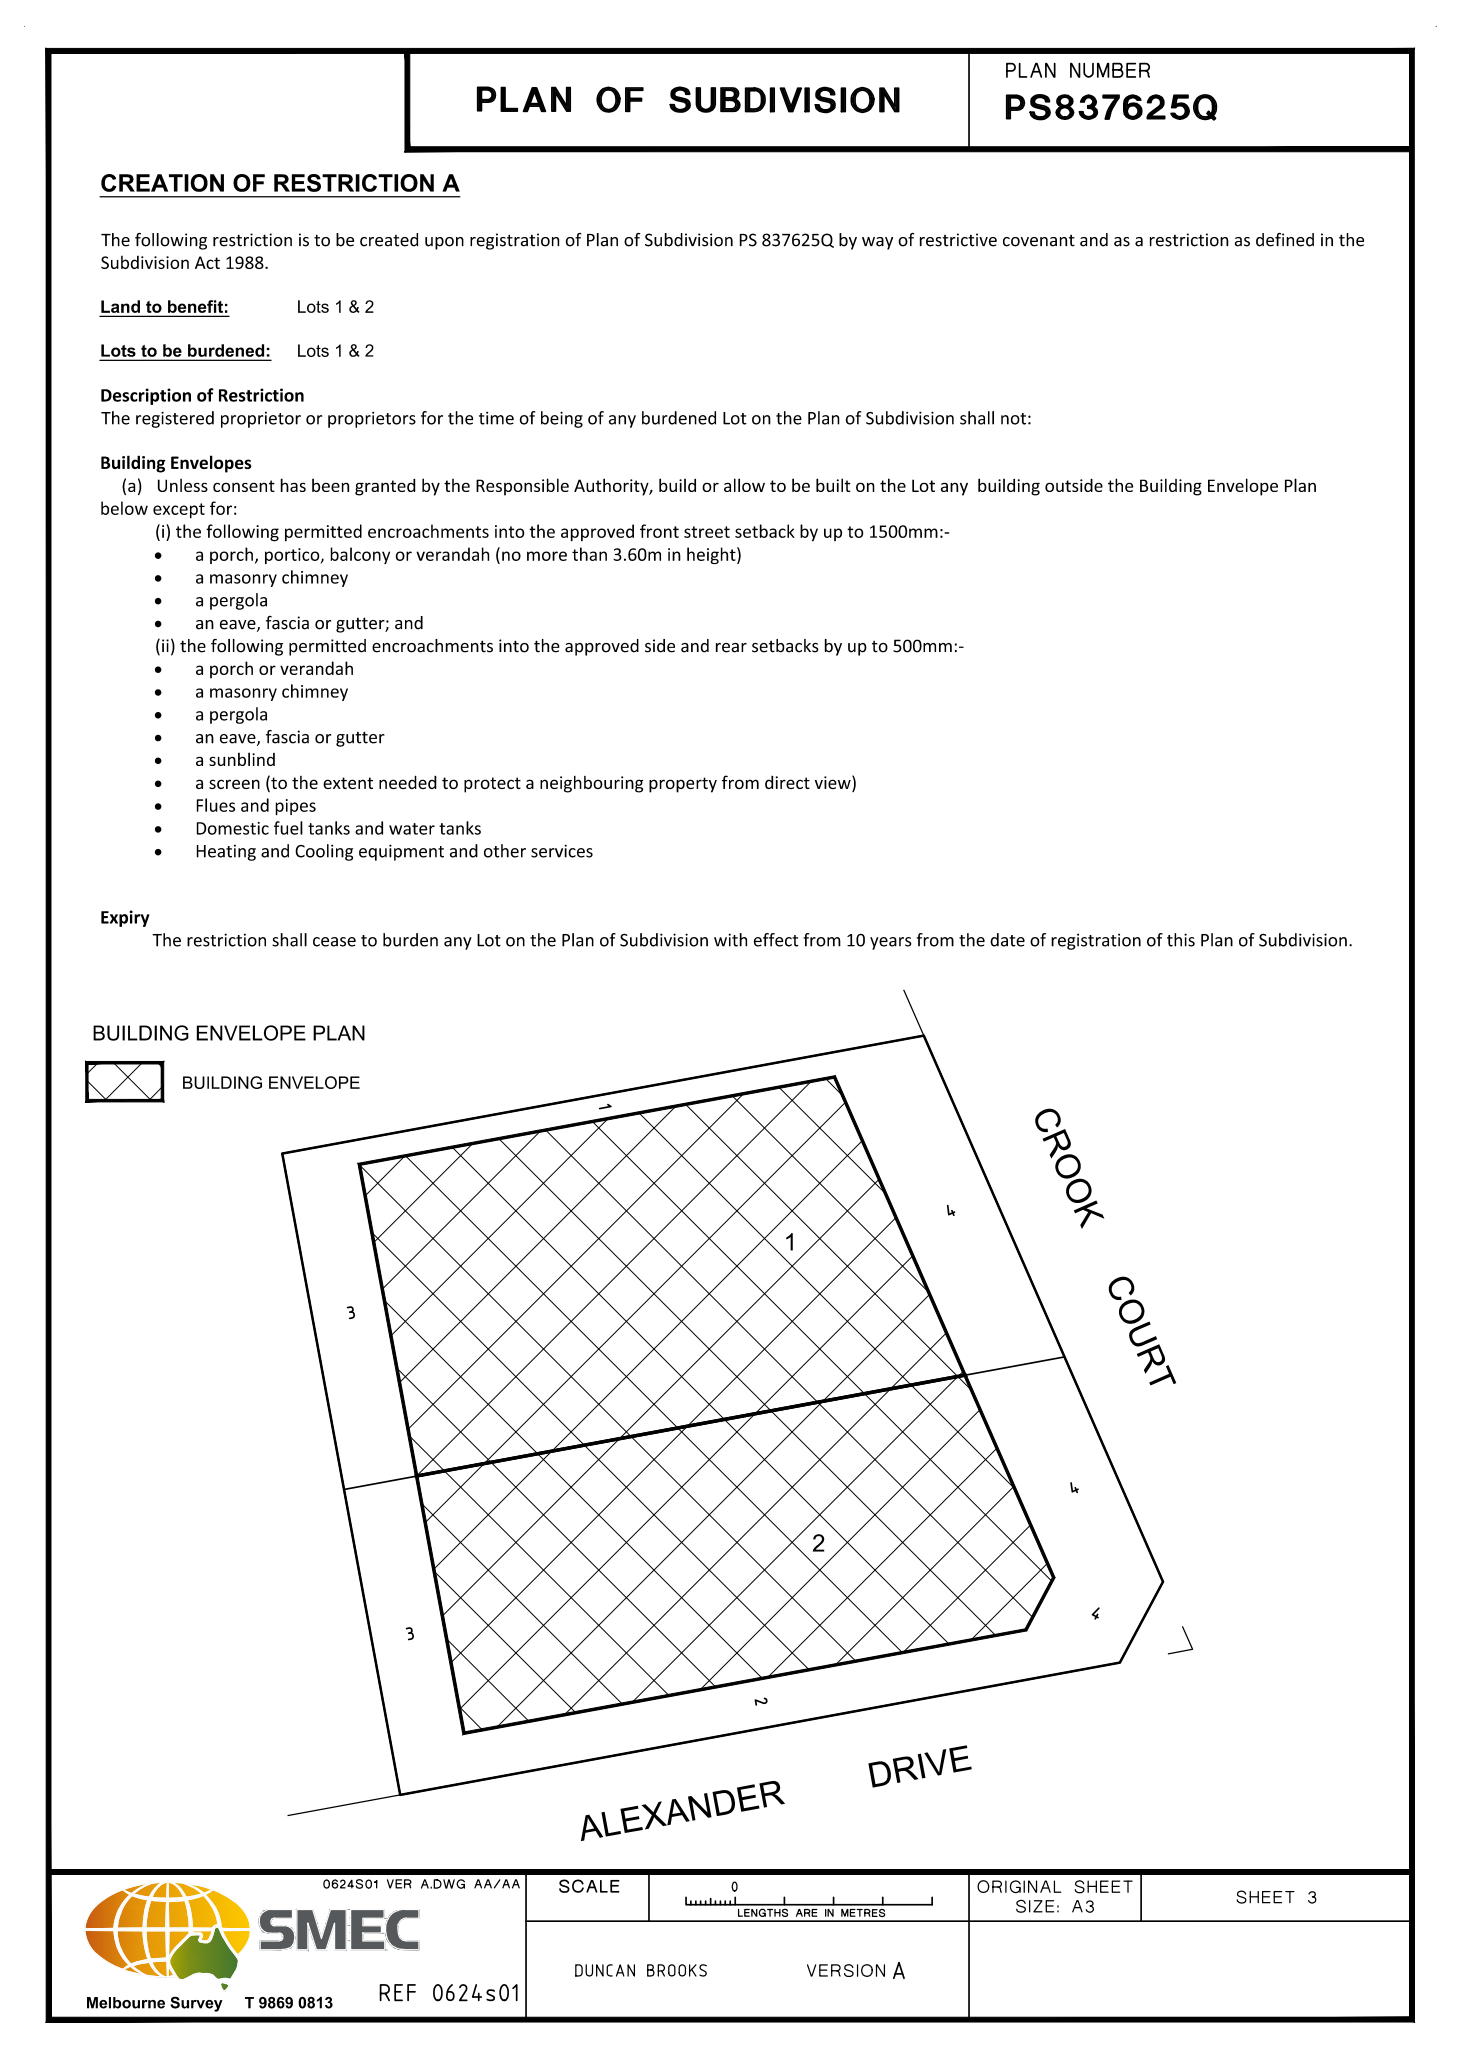 PLAN OF SUBDIVISION
PLAN NUMBER
PS837625Q
CREATION OF RESTRICTION A
The following restriction is to be created upon registration of Plan of Subdivision PS 837625Q by way of restrictive covenant and as a restriction as defined in the
Subdivision Act 1988.
Land to benefit: Lots 1 & 2
Lots to be burdened: Lots 1 & 2
Description of Restriction
The registered proprietor or proprietors for the time of being of any burdened Lot on the Plan of Subdivision shall not:
Building Envelopes
(a) Unless consent has been granted by the Responsible Authority, build or allow to be built on the Lot any building outside the Building Envelope Plan
below except for:
(i) the following permitted encroachments into the approved front street setback by up to 1500mm:-
• a porch, portico, balcony or verandah (no more than 3.60m in height)
• a masonry chimney
• a pergola
• an eave, fascia or gutter; and
(ii) the following permitted encroachments into the approved side and rear setbacks by up to 500mm:-
• a porch or verandah
• a masonry chimney
• a pergola
• an eave, fascia or gutter
• a sunblind
• a screen (to the extent needed to protect a neighbouring property from direct view)
• Flues and pipes
• Domestic fuel tanks and water tanks
• Heating and Cooling equipment and other services
Expiry
The restriction shall cease to burden any Lot on the Plan of Subdivision with effect from 10 years from the date of registration of this Plan of Subdivision.
BUILDING ENVELOPE PLAN
BUILDING ENVELOPE
1
CROOK COURT
4
1
3
4
2
4
3
2
ALEXANDER DRIVE
0624S01 VER A.DWG AA/AA
SMEC
REF 0624s01
Melbourne Survey T 9869 0813
SCALE
0
LENGTHS ARE IN METRES
ORIGINAL SHEET
SIZE: A3
SHEET 3
DUNCAN BROOKS VERSION A